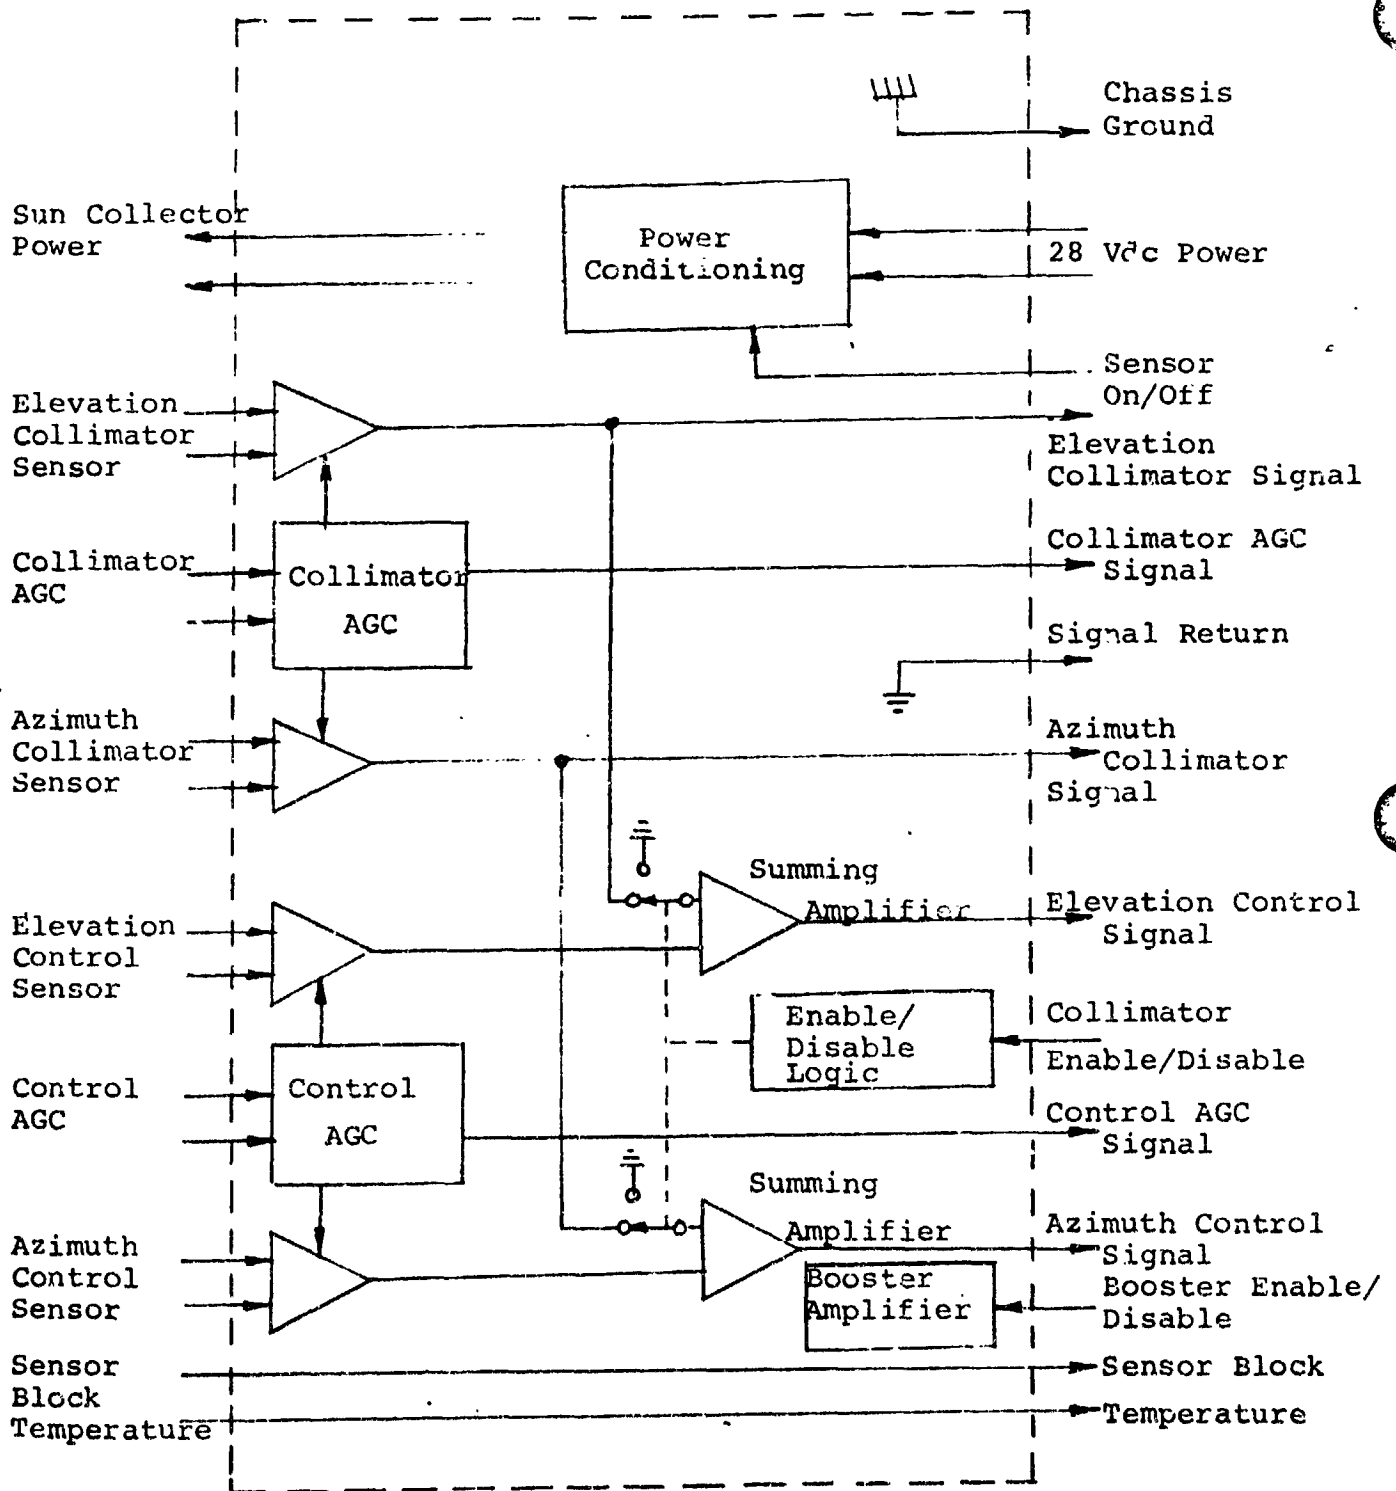 Chassis
Ground
Sun Collector
Power
Power
Conditioning
28 Vdc Power
Sensor
On/Off
Elevation
Collimator
Sensor
Elevation
Collimator Signal
Collimator
AGC
Collimator
AGC
Collimator AGC
Signal
Signal Return
Azimuth
Collimator
Sensor
Azimuth
Collimator
Signal
Summing
Amplifier
Elevation
Control
Sensor
Elevation Control
Signal
Enable/
Disable
Logic
Collimator
Enable/Disable
Control
AGC
Control
AGC
Control AGC
Signal
Summing
Amplifier
Azimuth
Control
Sensor
Azimuth Control
Signal
Booster
Amplifier
Booster Enable/
Disable
Sensor
Block
Temperature
Sensor Block
Temperature